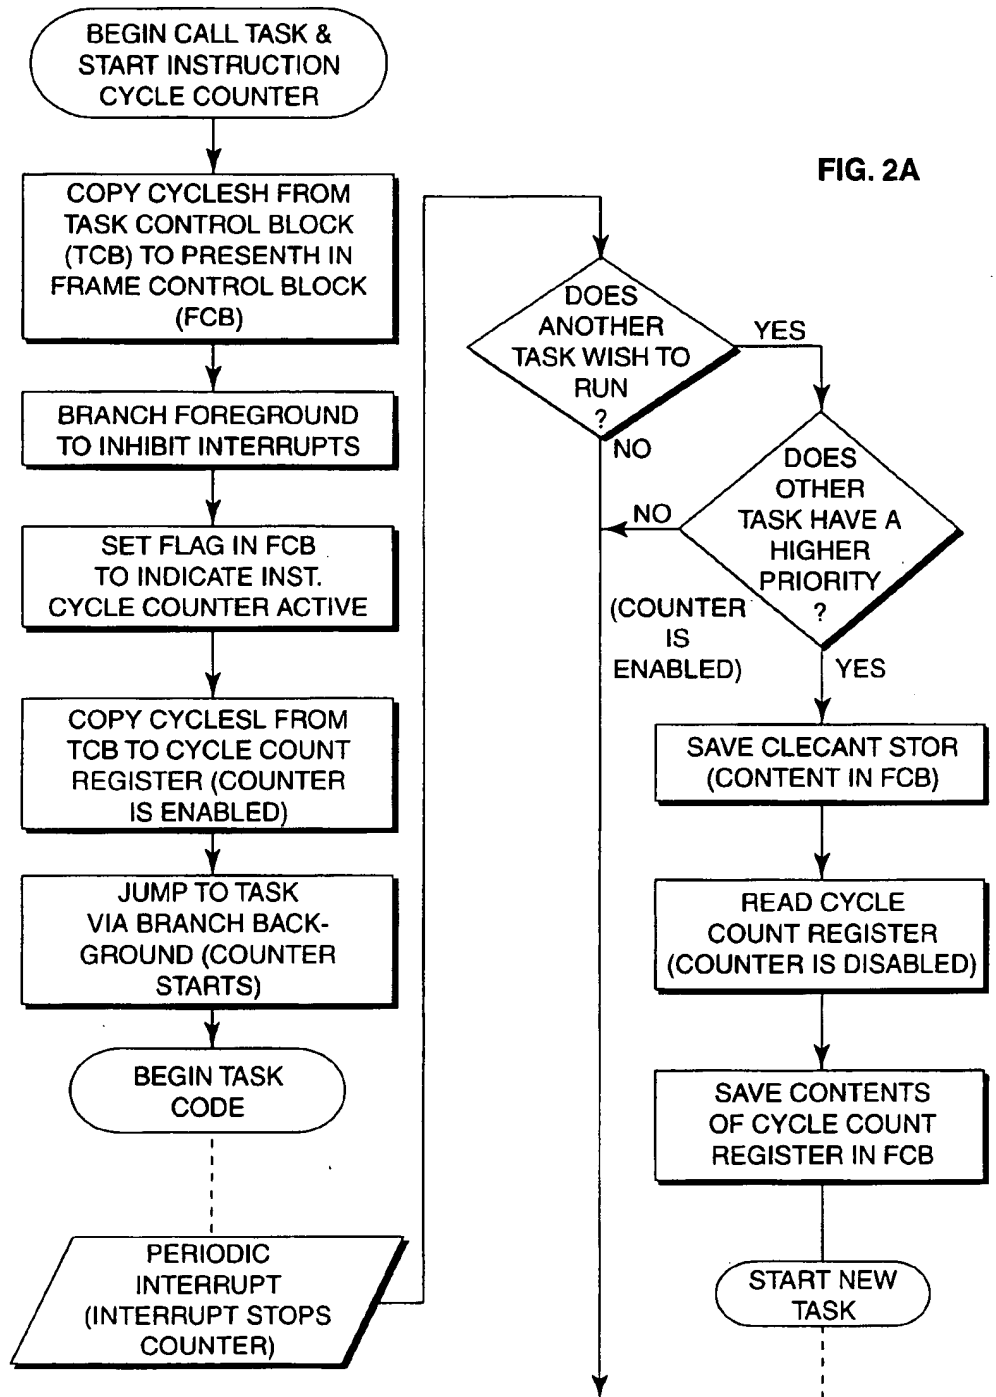 BEGIN CALL TASK &
START INSTRUCTION
CYCLE COUNTER
COPY CYCLESH FROM
TASK CONTROL BLOCK
(TCB) TO PRESENTH IN
FRAME CONTROL BLOCK
(FCB)
BRANCH FOREGROUND
TO INHIBIT INTERRUPTS
SET FLAG IN FCB
TO INDICATE INST.
CYCLE COUNTER ACTIVE
COPY CYCLESL FROM
TCB TO CYCLE COUNT
REGISTER (COUNTER
IS ENABLED)
JUMP TO TASK
VIA BRANCH BACK-
GROUND (COUNTER
STARTS)
BEGIN TASK
CODE
PERIODIC
INTERRUPT
(INTERRUPT STOPS
COUNTER)
FIG. 2A
DOES
ANOTHER
TASK WISH TO
RUN
?
YES
NO
DOES
OTHER
TASK HAVE A
HIGHER
PRIORITY
?
NO
(COUNTER
IS
ENABLED)
YES
SAVE CLECANT STOR
(CONTENT IN FCB)
READ CYCLE
COUNT REGISTER
(COUNTER IS DISABLED)
SAVE CONTENTS
OF CYCLE COUNT
REGISTER IN FCB
START NEW
TASK